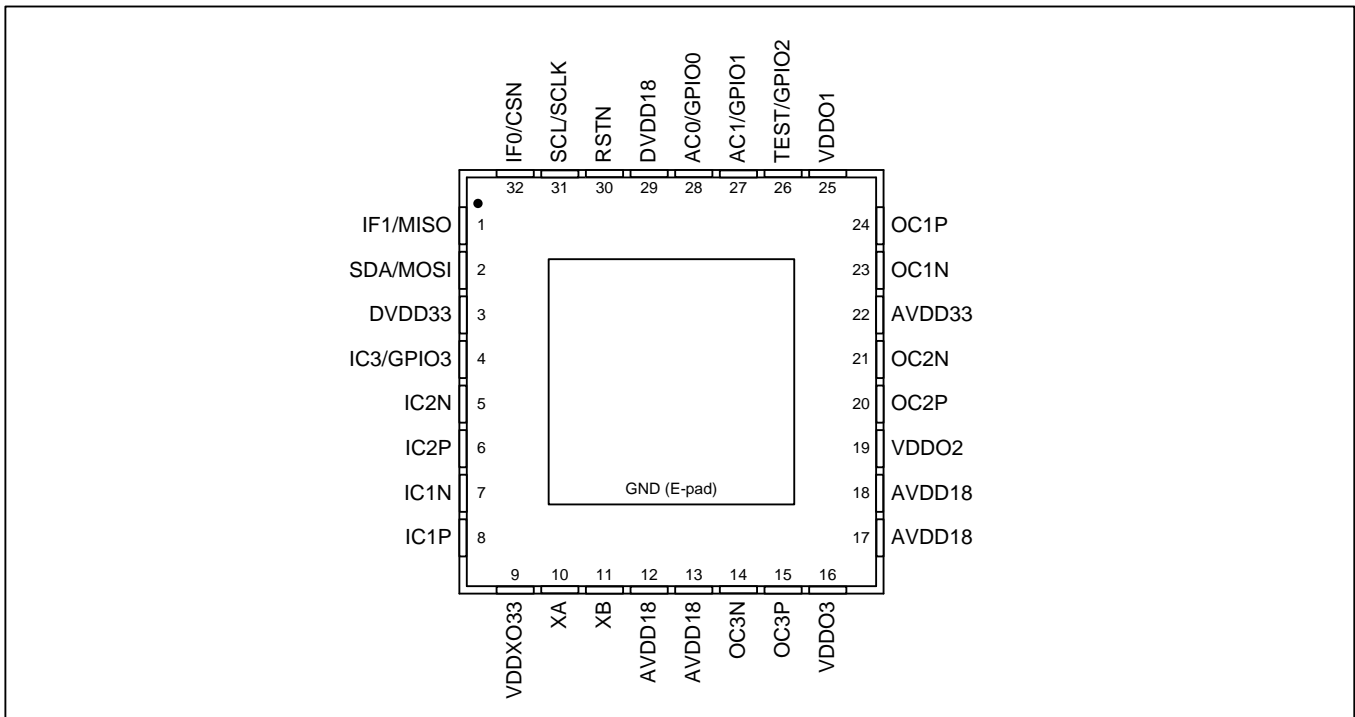 IF0/CSN
SCL/SCLK
RSTN
DVDD18
AC0/GPIO0
AC1/GPIO1
TEST/GPIO2
VDDO1
32 31 30 29 28 27 26 25
IF1/MISO 1
SDA/MOSI 2
DVDD33 3
IC3/GPIO3 4
IC2N 5
IC2P 6
IC1N 7
IC1P 8
24 OC1P
23 OC1N
22 AVDD33
21 OC2N
20 OC2P
19 VDDO2
18 AVDD18
17 AVDD18
GND (E-pad)
9 10 11 12 13 14 15 16
VDDXO33
XA
XB
AVDD18
AVDD18
OC3N
OC3P
VDDO3